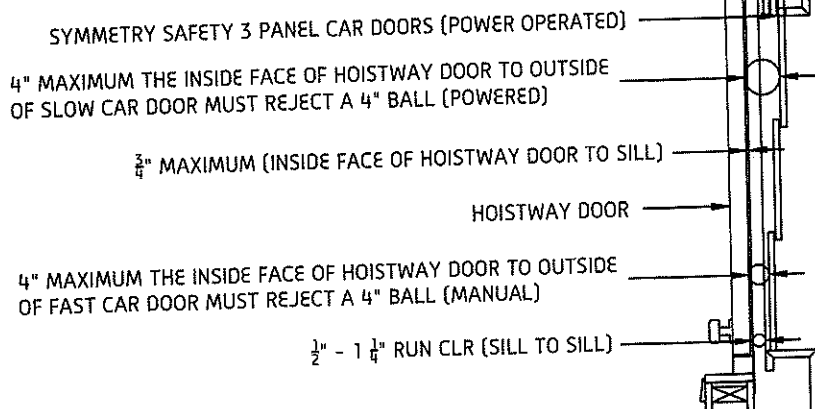 SYMMETRY SAFETY 3 PANEL CAR DOORS (POWER OPERATED)
4" MAXIMUM THE INSIDE FACE OF HOISTWAY DOOR TO OUTSIDE
OF SLOW CAR DOOR MUST REJECT A 4" BALL (POWERED)
3/4" MAXIMUM (INSIDE FACE OF HOISTWAY DOOR TO SILL)
HOISTWAY DOOR
4" MAXIMUM THE INSIDE FACE OF HOISTWAY DOOR TO OUTSIDE
OF FAST CAR DOOR MUST REJECT A 4" BALL (MANUAL)
1/2" - 1 1/4" RUN CLR (SILL TO SILL)